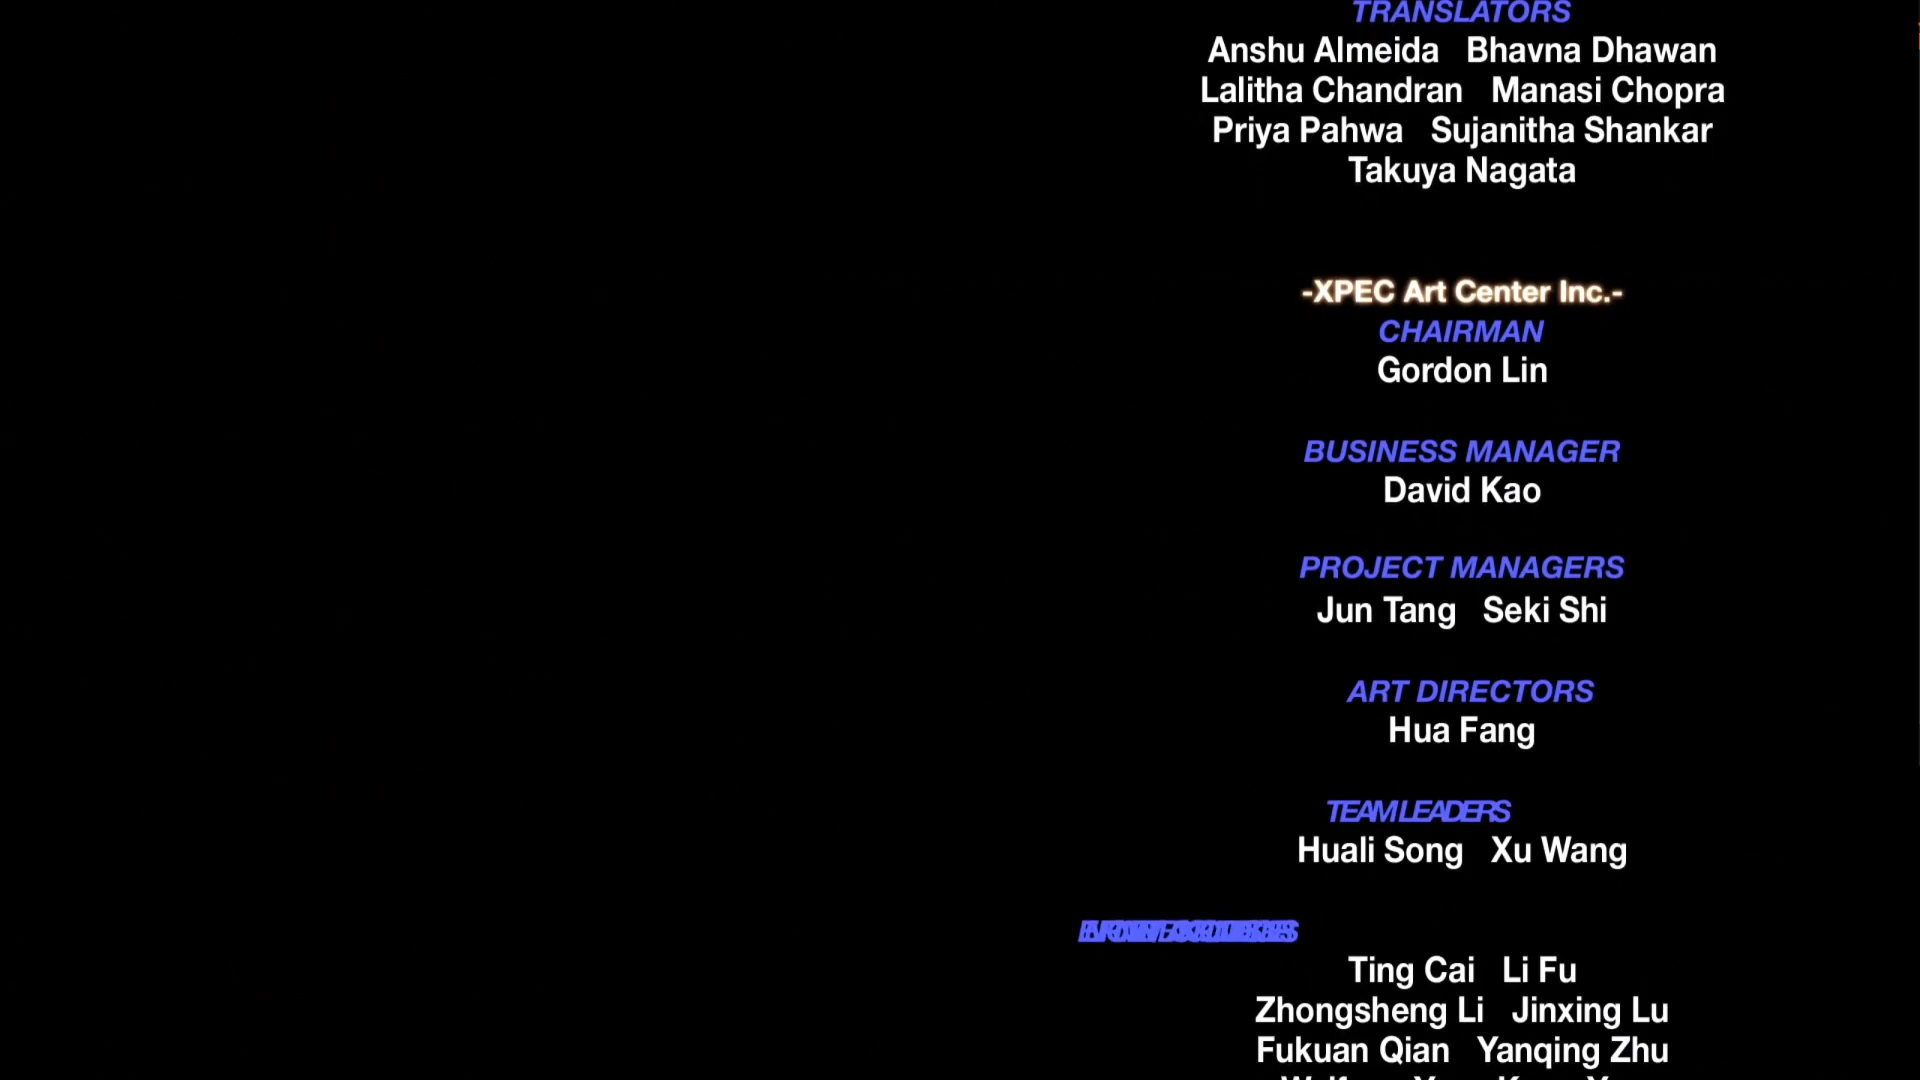 TRANSLATORS
Anshu Almeida Bhavna Dhawan
Lalitha Chandran Manasi Chopra
Priya Pahwa Sujanitha Shankar
Takuya Nagata
-XPEC Art Center Inc.-
CHAIRMAN
Gordon Lin
BUSINESS MANAGER
David Kao
PROJECT MANAGERS
Jun Tang Seki Shi
ART DIRECTORS
Hua Fang
TEAM LEADERS
Huali Song Xu Wang
Ting Cai Li Fu
Zhongsheng Li Jinxing Lu
Fukuan Qian Yanqing Zhu